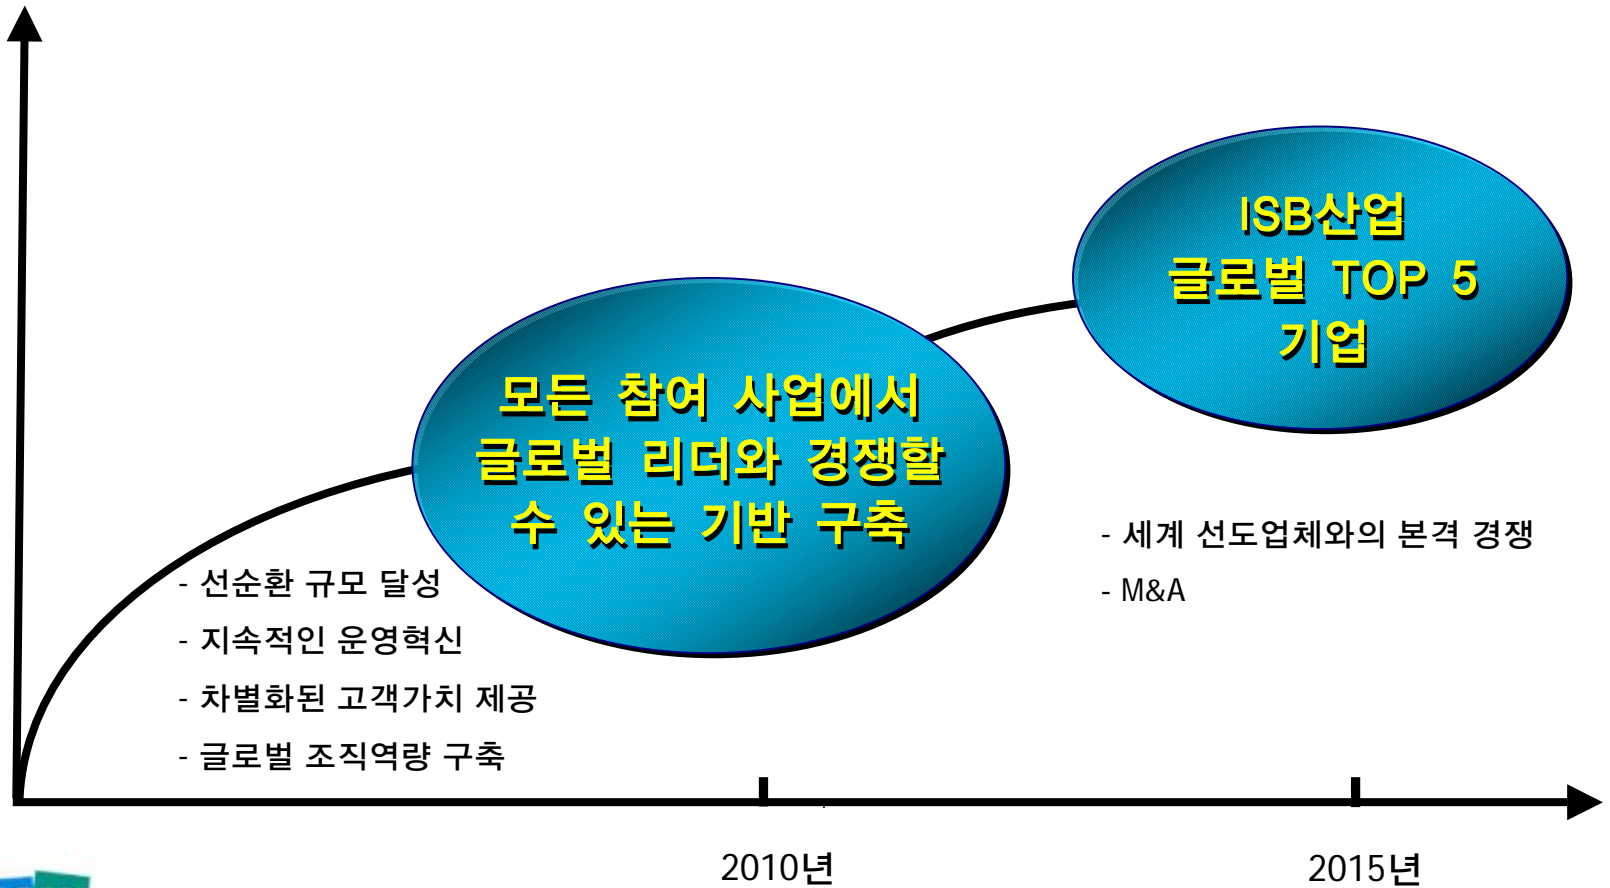 ISB산업
글로벌 TOP 5
기업
모든 참여 사업에서
글로벌 리더와 경쟁할
수 있는 기반 구축
- 세계 선도업체와의 본격 경쟁
- M&A
- 선순환 규모 달성
- 지속적인 운영혁신
- 차별화된 고객가치 제공
- 글로벌 조직역량 구축
2010년
2015년